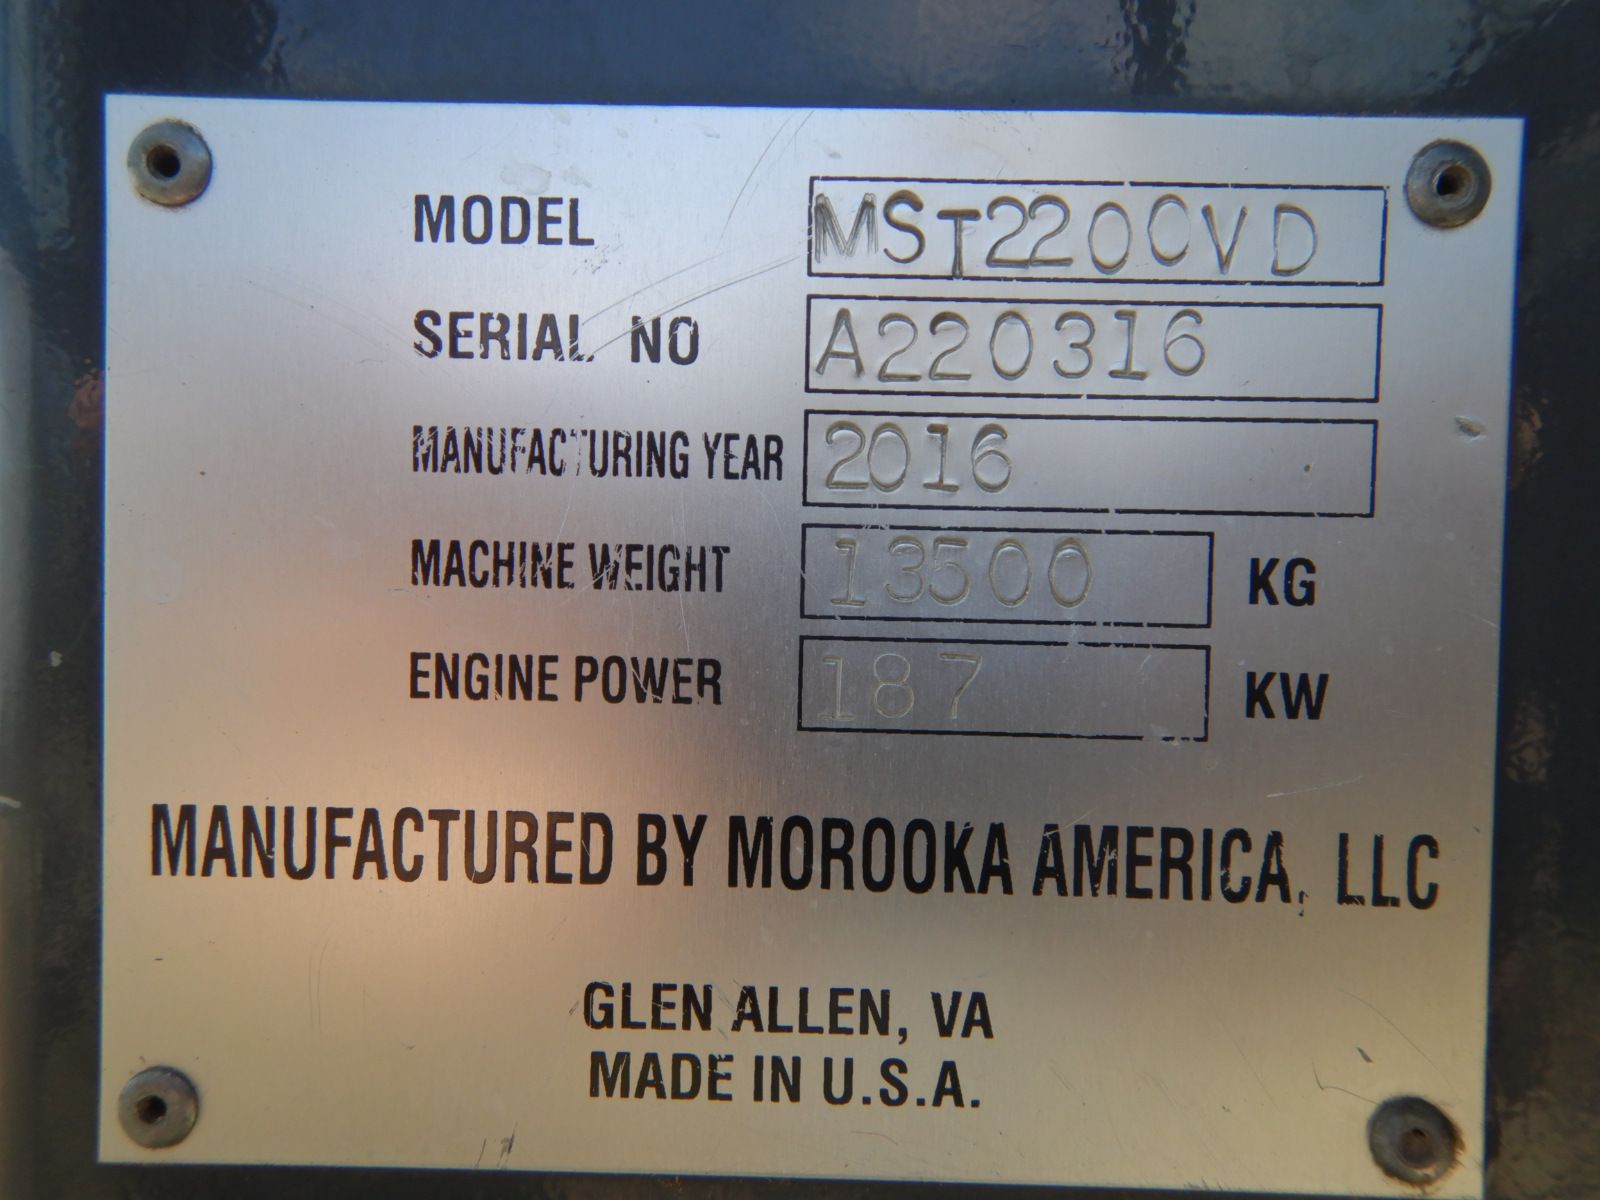 MODEL MST2200VD
SERIAL NO A220316
MANUFACTURING YEAR 2016
MACHINE WEIGHT 13500 KG
ENGINE POWER 187 KW
MANUFACTURED BY MOROOKA AMERICA, LLC
GLEN ALLEN, VA
MADE IN U.S.A.